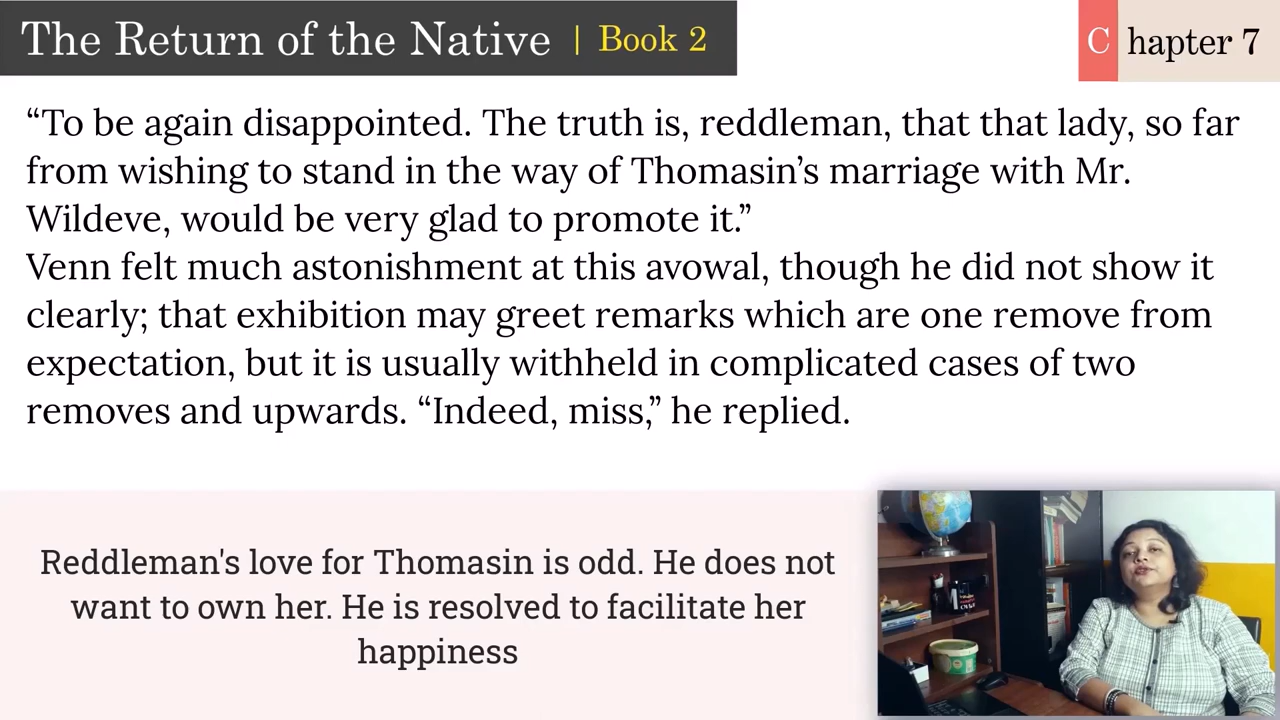 The Return of the Native | Book 2
Chapter 7
“To be again disappointed. The truth is, reddleman, that that lady, so far
from wishing to stand in the way of Thomasin’s marriage with Mr.
Wildeve, would be very glad to promote it.”
Venn felt much astonishment at this avowal, though he did not show it
clearly; that exhibition may greet remarks which are one remove from
expectation, but it is usually withheld in complicated cases of two
removes and upwards. “Indeed, miss,” he replied.
Reddleman's love for Thomasin is odd. He does not
want to own her. He is resolved to facilitate her
happiness